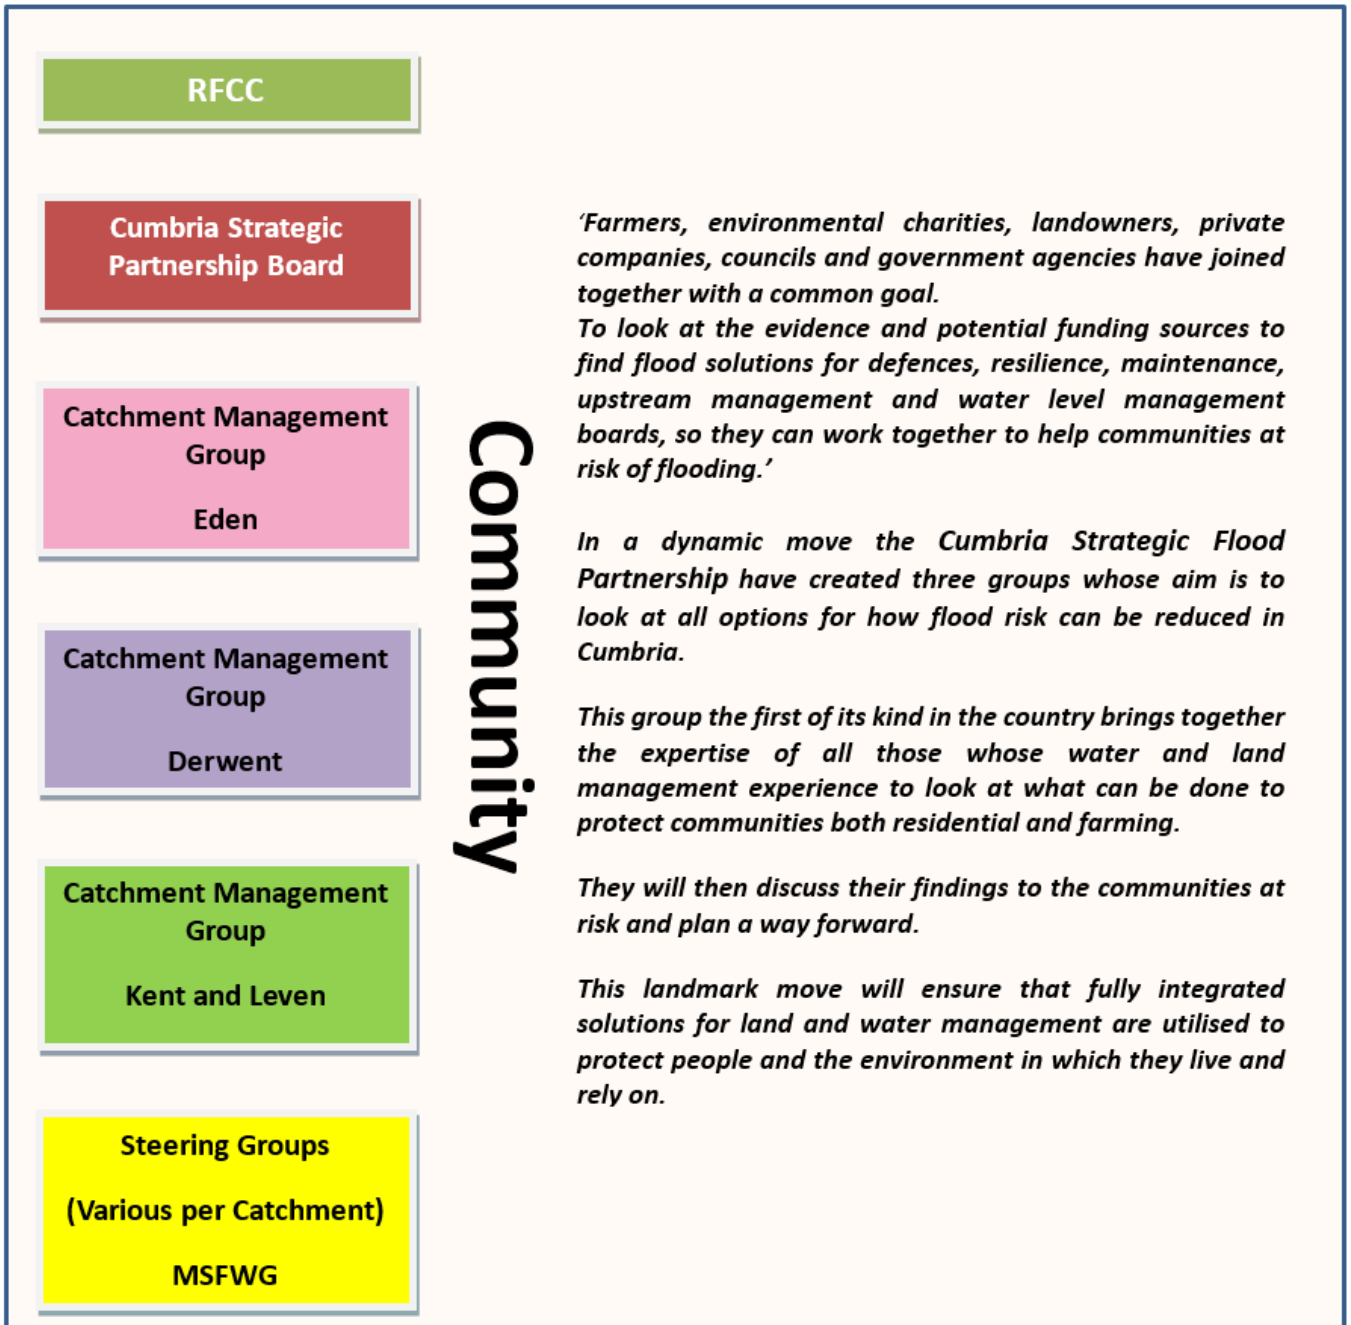 RFCC
Cumbria Strategic
Partnership Board
Catchment Management
Group
Eden
Catchment Management
Group
Derwent
Catchment Management
Group
Kent and Leven
Steering Groups
(Various per Catchment)
MSFWG
Community
‘Farmers, environmental charities, landowners, private
companies, councils and government agencies have joined
together with a common goal.
To look at the evidence and potential funding sources to
find flood solutions for defences, resilience, maintenance,
upstream management and water level management
boards, so they can work together to help communities at
risk of flooding.’
In a dynamic move the Cumbria Strategic Flood
Partnership have created three groups whose aim is to
look at all options for how flood risk can be reduced in
Cumbria.
This group the first of its kind in the country brings together
the expertise of all those whose water and land
management experience to look at what can be done to
protect communities both residential and farming.
They will then discuss their findings to the communities at
risk and plan a way forward.
This landmark move will ensure that fully integrated
solutions for land and water management are utilised to
protect people and the environment in which they live and
rely on.